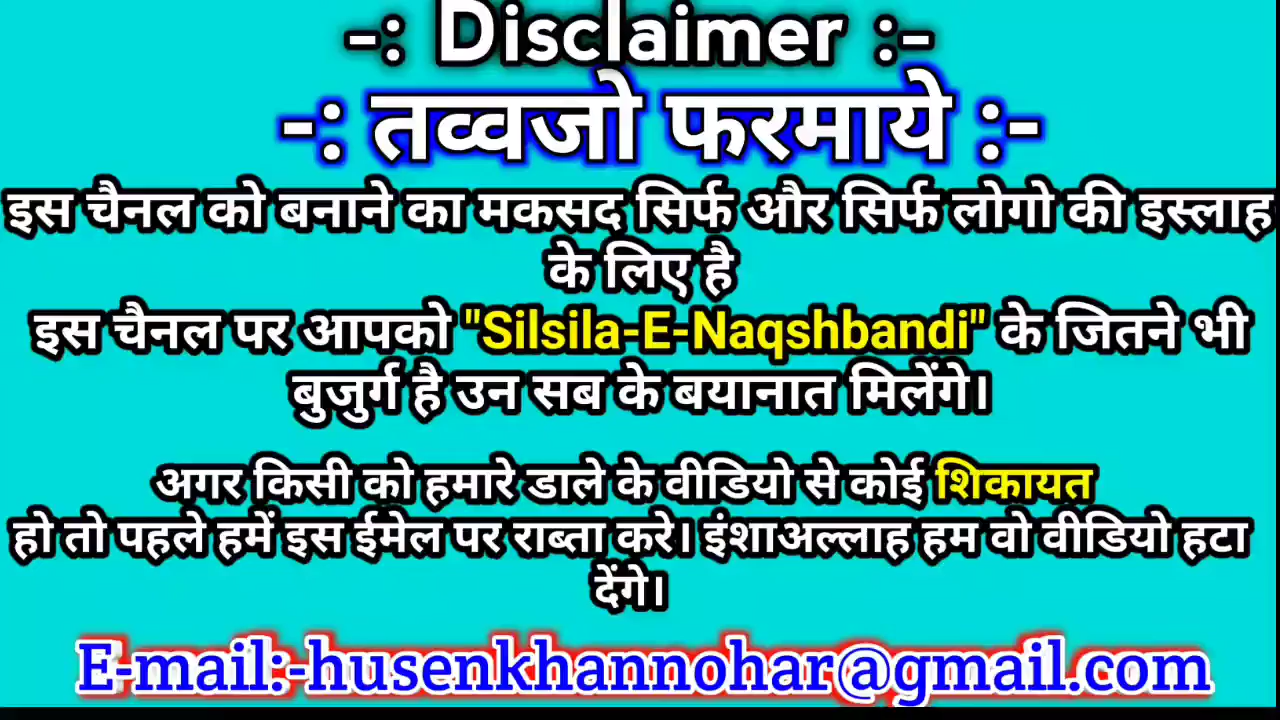 -: Disclaimer :-
-: तव्वजो फरमाये :-
इस चैनल को बनाने का मकसद सिर्फ और सिर्फ लोगो की इस्लाह
के लिए है
इस चैनल पर आपको "Silsila-E-Naqshbandi" के जितने भी
बुजुर्ग है उन सब के बयानात मिलेंगे।
अगर किसी को हमारे डाले के वीडियो से कोई शिकायत
हो तो पहले हमें इस ईमेल पर राब्ता करे। इंशाअल्लाह हम वो वीडियो हटा
देंगे।
E-mail:-husenkhannohar@gmail.com